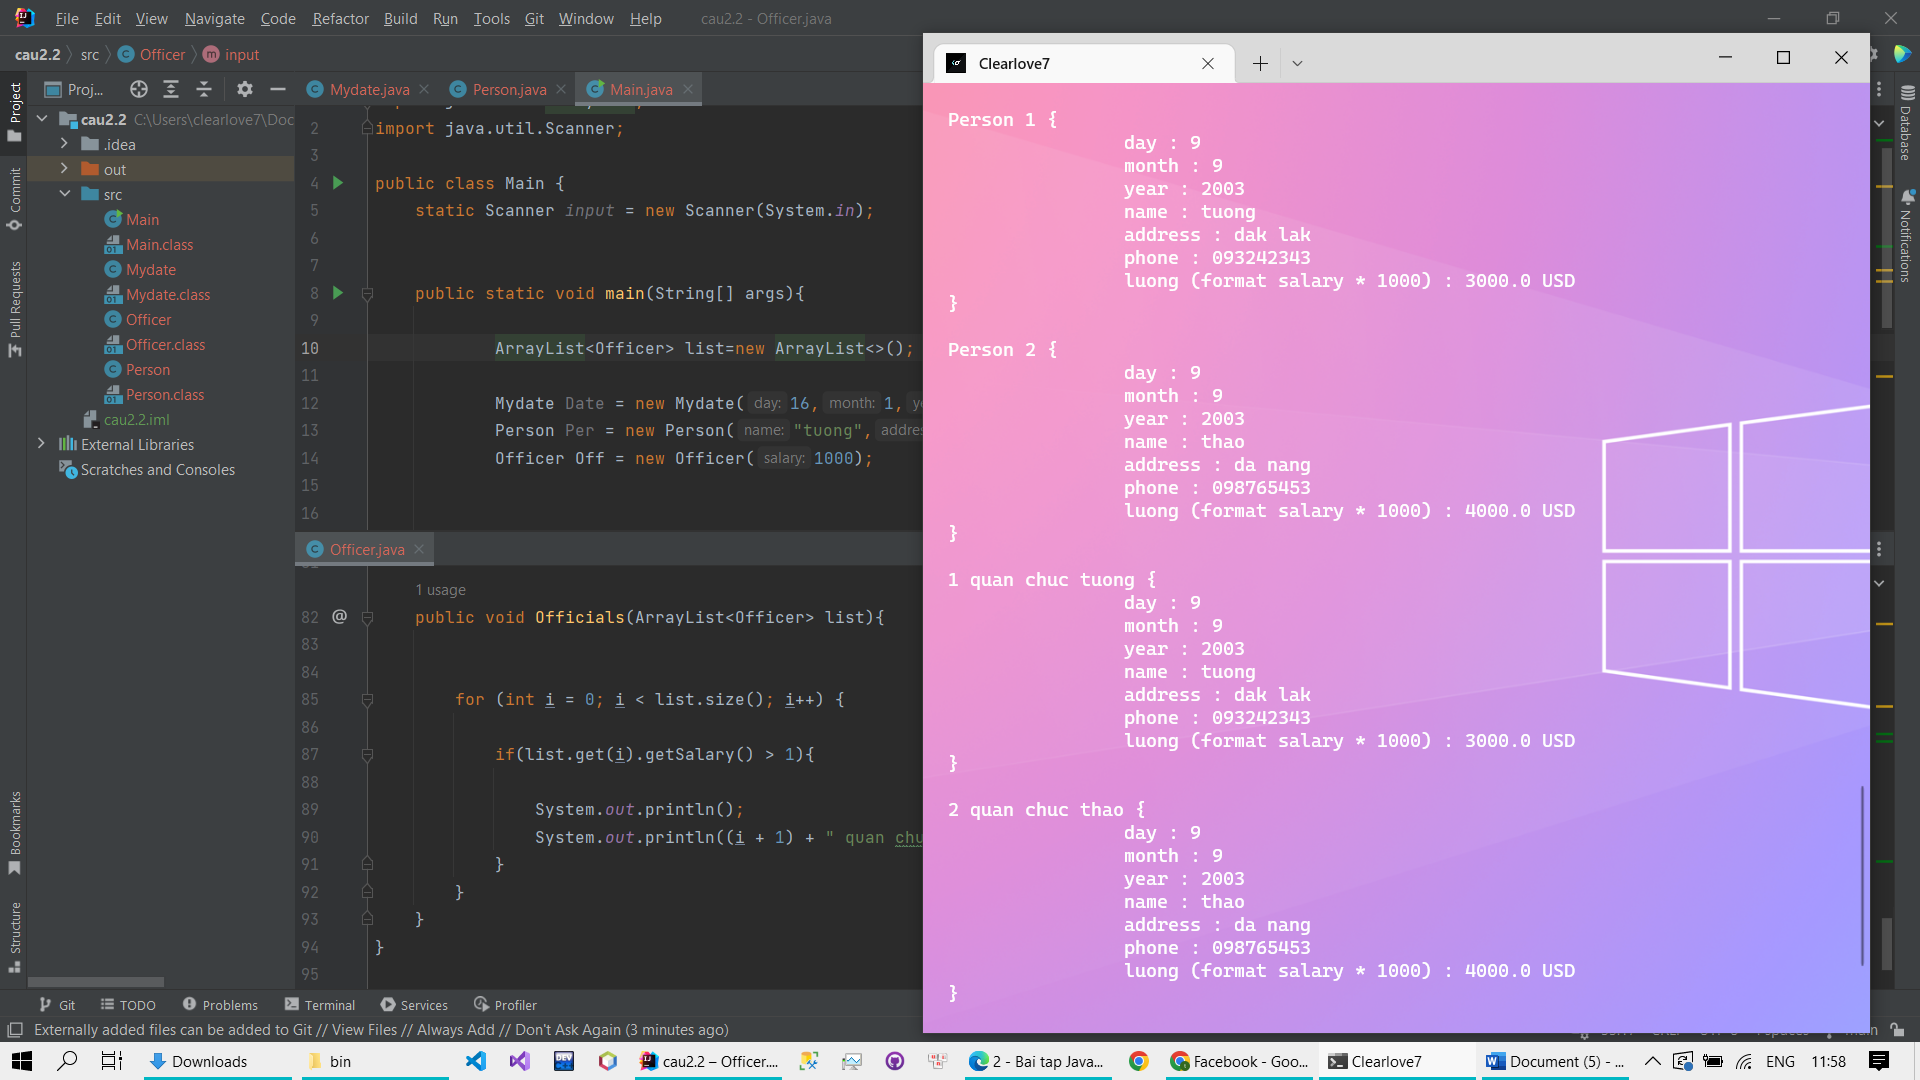 File Edit View Navigate Code Refactor Build Run Tools Git Window Help cau2.2 - Officer.java
cau2.2 src Officer input
Proj... Mydate.java Person.java Main.java
Project
Commit
Pull Requests
Bookmarks
Structure
cau2.2 C:\Users\clearlove7\Doc
.idea
out
src
Main
Main.class
Mydate
Mydate.class
Officer
Officer.class
Person
Person.class
cau2.2.iml
External Libraries
Scratches and Consoles
2 import java.util.Scanner;
3
4 public class Main {
5 static Scanner input = new Scanner(System.in);
6
7
8 public static void main(String[] args){
9
10 ArrayList<Officer> list=new ArrayList<>();
11
12 Mydate Date = new Mydate( day: 16, month: 1,
13 Person Per = new Person( name: "tuong", addres
14 Officer Off = new Officer( salary: 1000);
15
16
Officer.java
1 usage
82 @ public void Officials(ArrayList<Officer> list){
83
84
85 for (int i = 0; i < list.size(); i++) {
86
87 if(list.get(i).getSalary() > 1){
88
89 System.out.println();
90 System.out.println((i + 1) + " quan chu
91 }
92 }
93 }
94 }
95
Clearlove7
Person 1 {
day : 9
month : 9
year : 2003
name : tuong
address : dak lak
phone : 093242343
luong (format salary * 1000) : 3000.0 USD
}
Person 2 {
day : 9
month : 9
year : 2003
name : thao
address : da nang
phone : 098765453
luong (format salary * 1000) : 4000.0 USD
}
1 quan chuc tuong {
day : 9
month : 9
year : 2003
name : tuong
address : dak lak
phone : 093242343
luong (format salary * 1000) : 3000.0 USD
}
2 quan chuc thao {
day : 9
month : 9
year : 2003
name : thao
address : da nang
phone : 098765453
luong (format salary * 1000) : 4000.0 USD
}
Database
Notifications
Git TODO Problems Terminal Services Profiler
Externally added files can be added to Git // View Files // Always Add // Don't Ask Again (3 minutes ago)
Downloads bin cau2.2 – Officer.... 2 - Bai tap Java... Facebook - Goo... Clearlove7 Document (5) - ... ENG 11:58